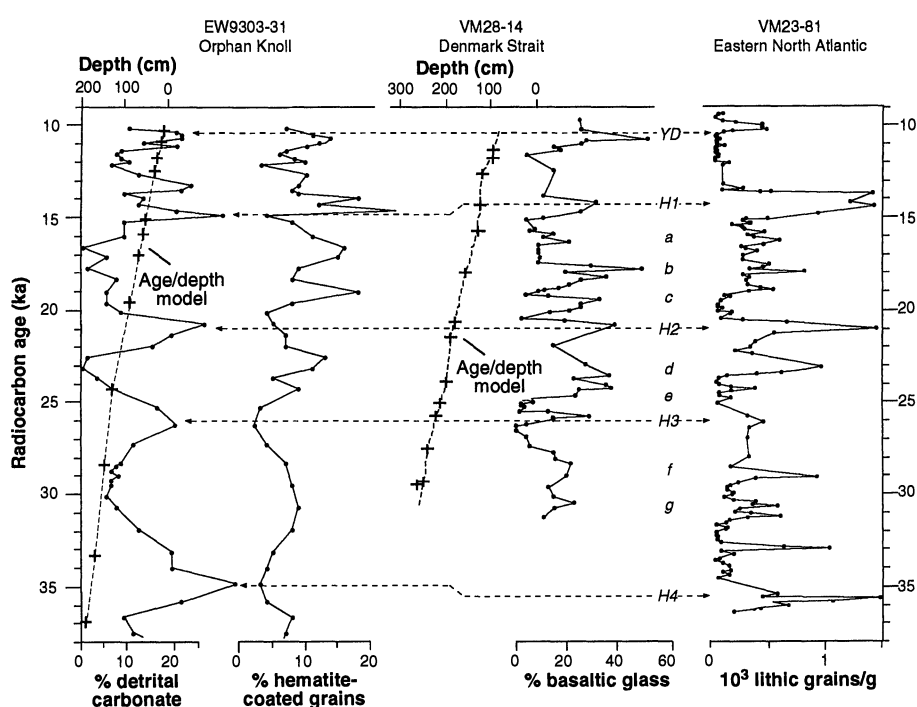 EW9303-31
Orphan Knoll
VM28-14
Denmark Strait
VM23-81
Eastern North Atlantic
Depth (cm)
200 100 0
Depth (cm)
300 200 100 0
Radiocarbon age (ka)
10
15
20
25
30
35
Age/depth
model
Age/depth
model
YD
H1
a
b
c
H2
d
e
H3
f
g
H4
10
15
20
25
30
35
0 10 20
% detrital
carbonate
0 10 20
% hematite-
coated grains
0 20 40 60
% basaltic glass
0 1
10³ lithic grains/g